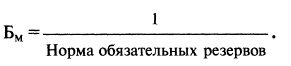 Бм = 1
Норма обязательных резервов .